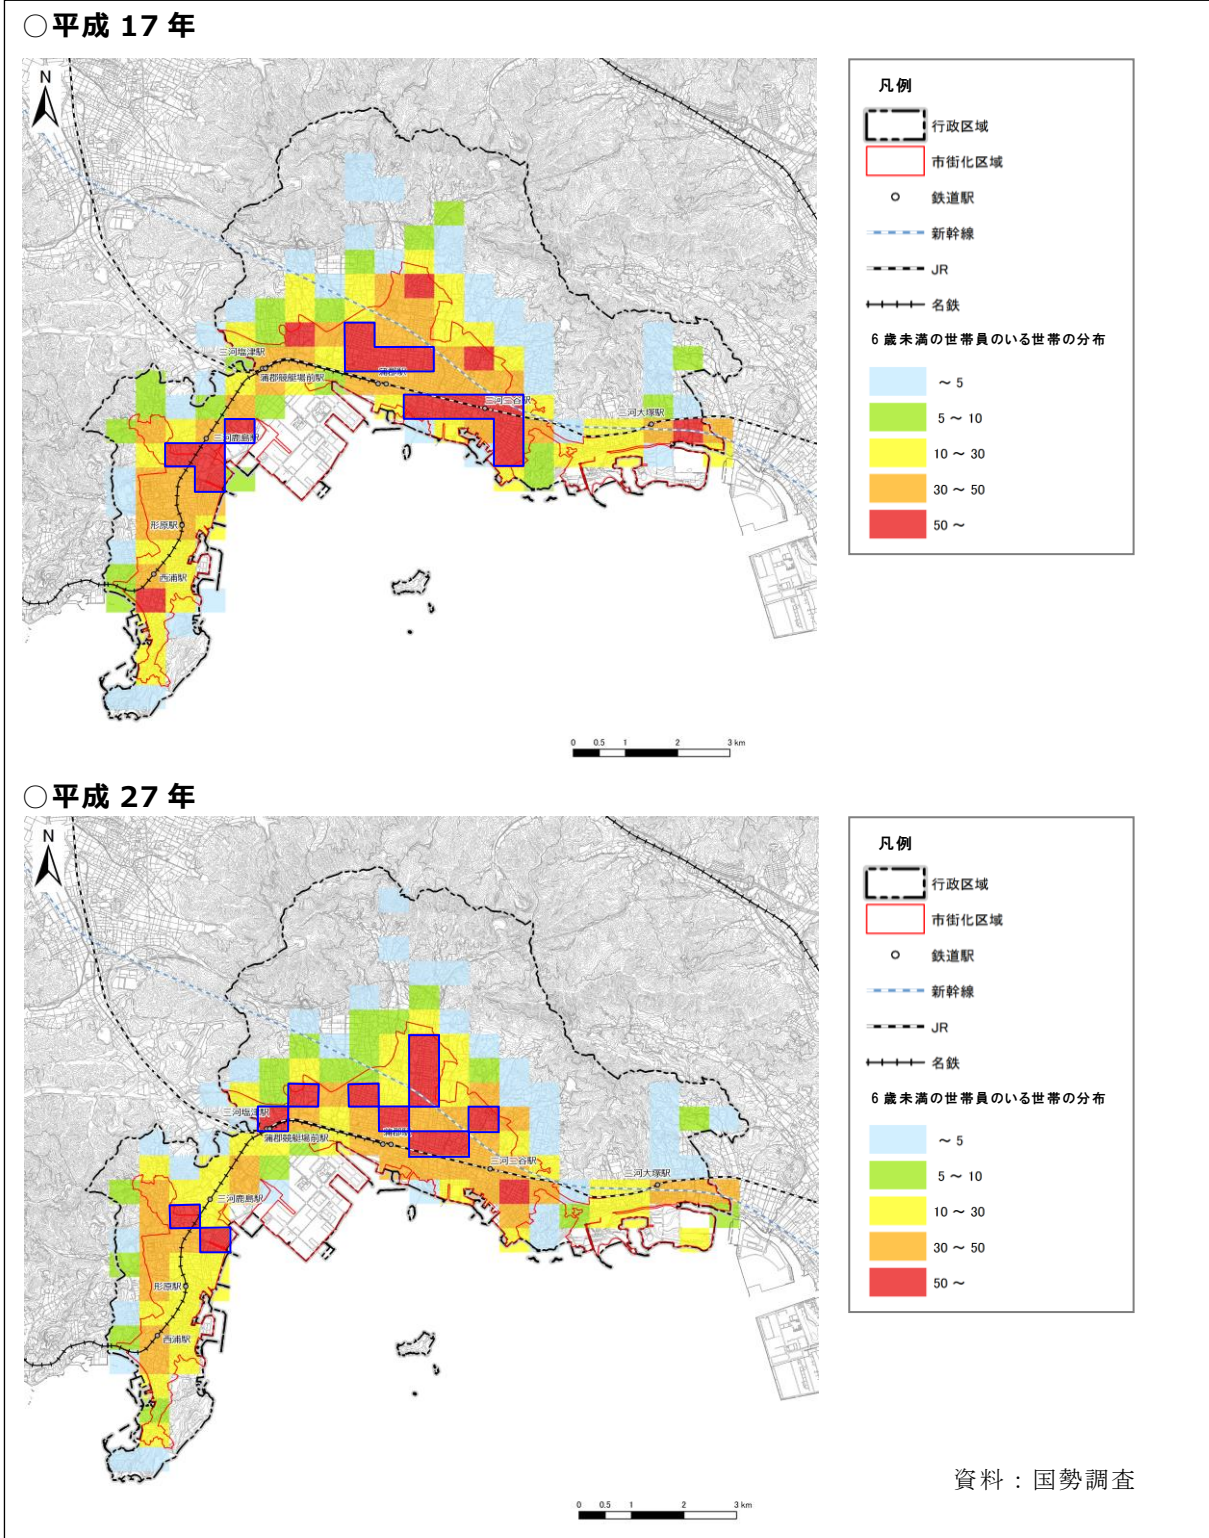 ○平成 17 年
N
三河塩津駅
蒲郡競艇場前駅
蒲郡駅
三河三谷駅
三河大塚駅
三河鹿島駅
形原駅
西浦駅
0 0.5 1 2 3 km
凡例
行政区域
市街化区域
鉄道駅
新幹線
JR
名鉄
6 歳未満の世帯員のいる世帯の分布
～ 5
5 ～ 10
10 ～ 30
30 ～ 50
50 ～
○平成 27 年
N
三河塩津駅
蒲郡競艇場前駅
蒲郡駅
三河三谷駅
三河大塚駅
三河鹿島駅
形原駅
西浦駅
0 0.5 1 2 3 km
凡例
行政区域
市街化区域
鉄道駅
新幹線
JR
名鉄
6 歳未満の世帯員のいる世帯の分布
～ 5
5 ～ 10
10 ～ 30
30 ～ 50
50 ～
資料：国勢調査